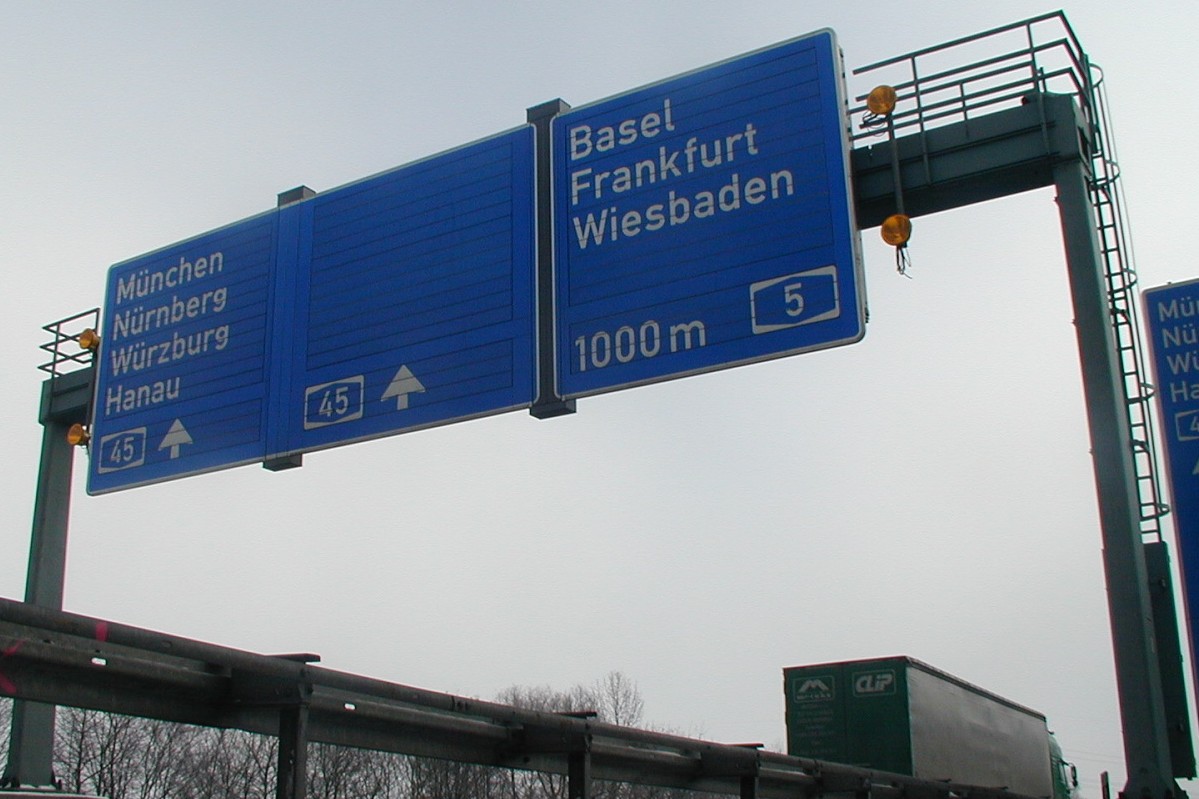 München
Nürnberg
Würzburg
Hanau
45
45
Basel
Frankfurt
Wiesbaden
1000 m
5
CLIP